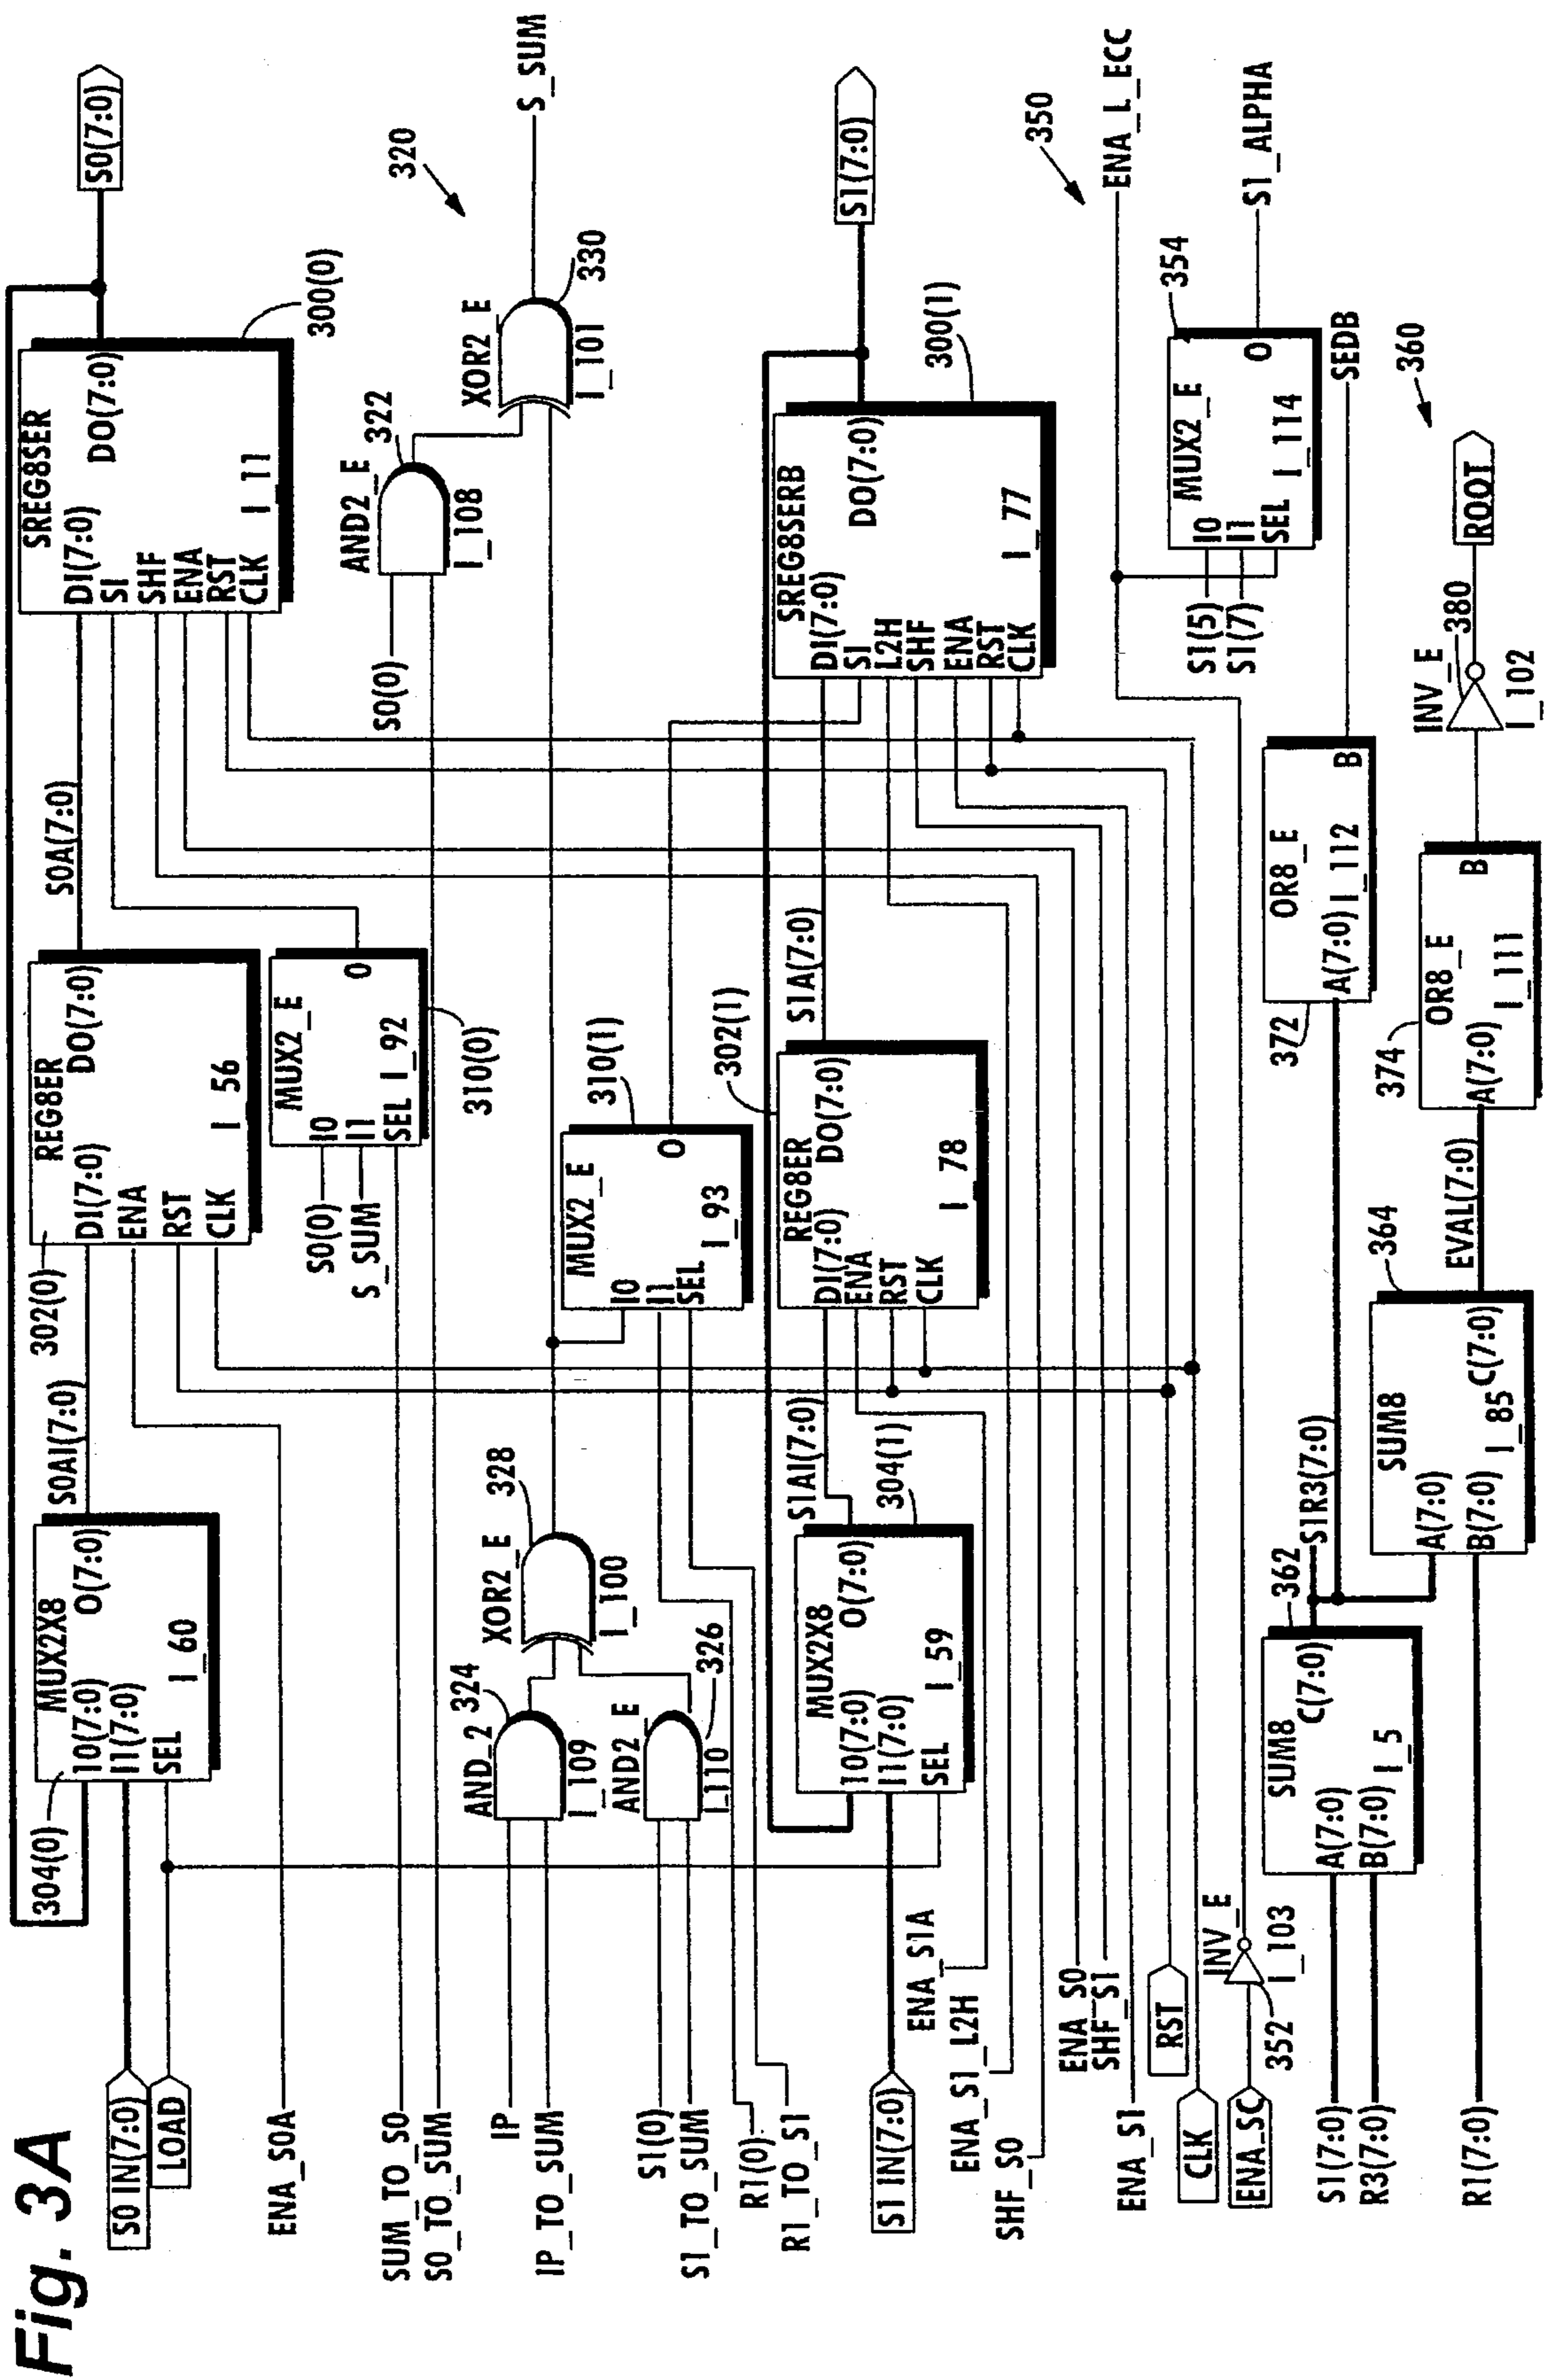 Fig. 3A
S0 IN(7:0)
LOAD
ENA_S0A
SUM_TO_S0
S0_TO_SUM
IP
IP_TO_SUM
S1(0)
S1_TO_SUM
R1(0)
R1_TO_S1
S1 IN(7:0)
ENA_S1A
ENA_S1_L2H
SHF_S0
ENA_S0
SHF_S1
ENA_S1
RST
CLK
ENA_SC
S1(7:0)
R3(7:0)
R1(7:0)
304(0)
MUX2X8
I0(7:0)
I1(7:0)
SEL
O(7:0)
I_60
S0AI(7:0)
302(0)
REG8ER
DI(7:0)
ENA
RST
CLK
DO(7:0)
I_56
S0A(7:0)
SREG8SER
DI(7:0)
SI
SHF
ENA
RST
CLK
DO(7:0)
I_11
300(0)
S0(7:0)
MUX2_E
I0
I1
SEL
O
I_92
310(0)
S0(0)
S_SUM
AND_2
324
I_109
AND2_E
326
I_110
XOR2_E
328
I_100
S0(0)
AND2_E
322
I_108
XOR2_E
330
I_101
S_SUM
320
MUX2_E
I0
I1
SEL
O
I_93
310(1)
MUX2X8
I0(7:0)
I1(7:0)
SEL
O(7:0)
I_59
304(1)
S1AI(7:0)
REG8ER
DI(7:0)
ENA
RST
CLK
DO(7:0)
I_78
302(1)
S1A(7:0)
SREG8SERB
DI(7:0)
SI
L2H
SHF
ENA
RST
CLK
DO(7:0)
I_77
300(1)
S1(7:0)
INV_E
I_103
352
350
ENA_L_ECC
S1(5)
S1(7)
MUX2_E
I0
I1
SEL
O
I_114
354
S1_ALPHA
SUM8
A(7:0)
B(7:0)
C(7:0)
I_5
362
S1R3(7:0)
SUM8
A(7:0)
B(7:0)
C(7:0)
I_85
364
EVAL(7:0)
OR8_E
A(7:0)
I_112
B
372
SEDB
OR8_E
A(7:0)
I_111
B
374
INV_E
380
I_102
ROOT
360